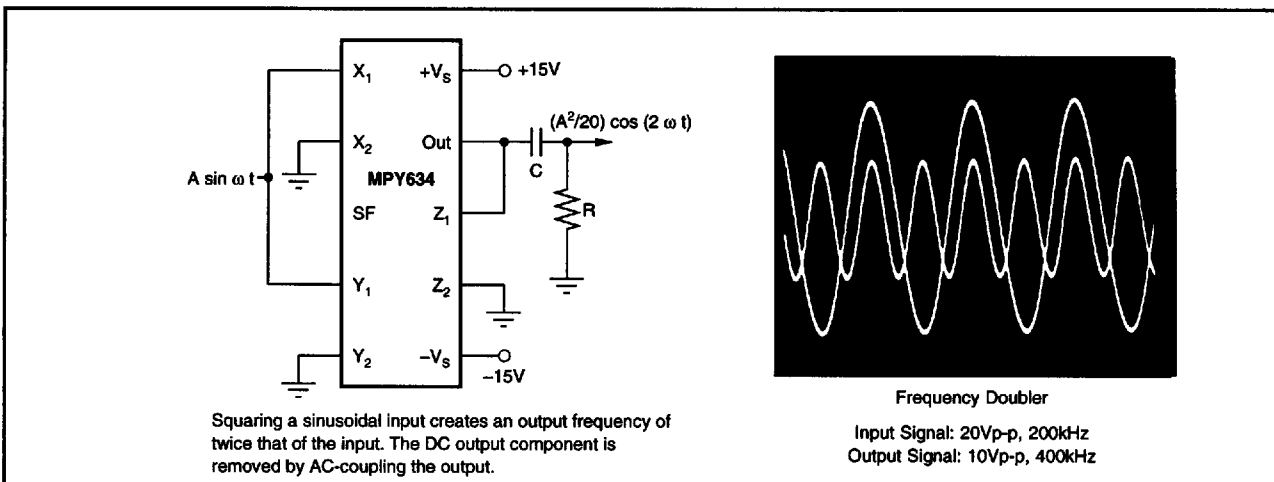 X1
+VS
+15V
X2
Out
(A²/20) cos (2 ω t)
C
A sin ω t
MPY634
SF
Z1
R
Y1
Z2
Y2
–VS
–15V
Squaring a sinusoidal input creates an output frequency of
twice that of the input. The DC output component is
removed by AC-coupling the output.
Frequency Doubler
Input Signal: 20Vp-p, 200kHz
Output Signal: 10Vp-p, 400kHz